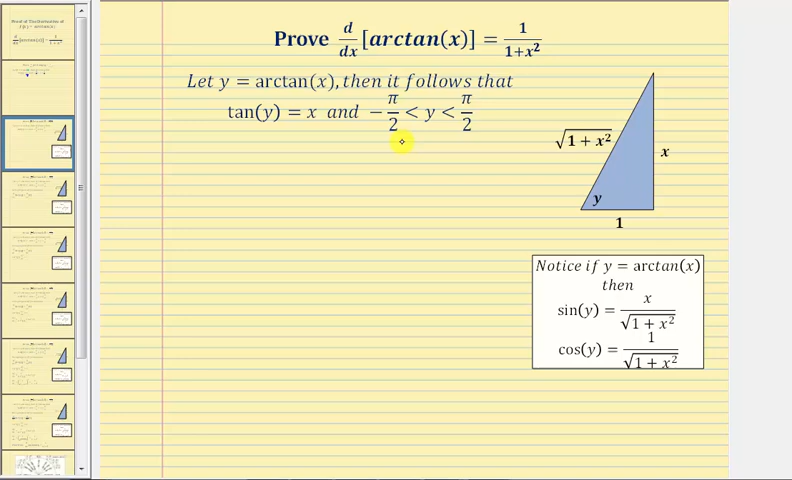 Prove d/dx [arctan(x)] = 1/(1+x²)
Let y = arctan(x), then it follows that
tan(y) = x and −π/2 < y < π/2
√(1 + x²)
x
y
1
Notice if y = arctan(x)
then
sin(y) = x/√(1 + x²)
cos(y) = 1/√(1 + x²)